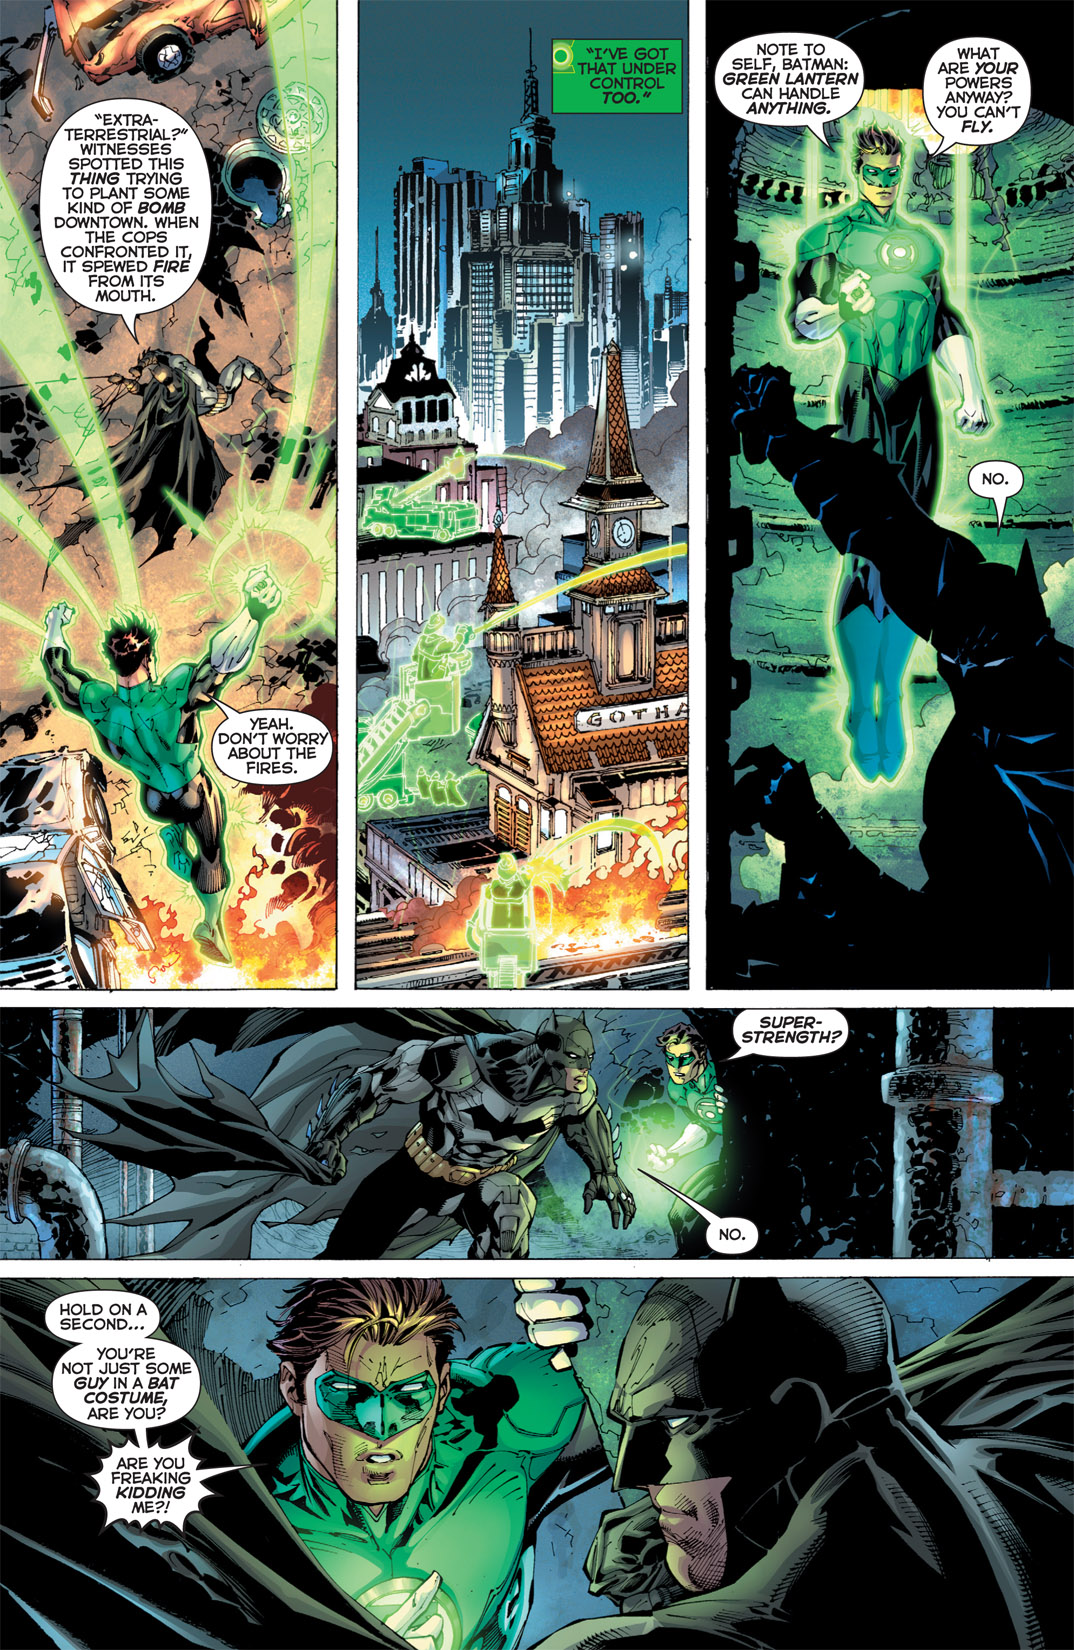 "EXTRA-
TERRESTRIAL?"
WITNESSES
SPOTTED THIS
THING TRYING
TO PLANT SOME
KIND OF BOMB
DOWNTOWN. WHEN
THE COPS
CONFRONTED IT,
IT SPEWED FIRE
FROM ITS
MOUTH.
YEAH.
DON'T WORRY
ABOUT THE
FIRES.
"I'VE GOT
THAT UNDER
CONTROL
TOO."
GOTHA
NOTE TO
SELF, BATMAN:
GREEN LANTERN
CAN HANDLE
ANYTHING.
WHAT
ARE YOUR
POWERS
ANYWAY?
YOU CAN'T
FLY.
NO.
SUPER-
STRENGTH?
NO.
HOLD ON A
SECOND...
YOU'RE
NOT JUST SOME
GUY IN A BAT
COSTUME,
ARE YOU?
ARE YOU
FREAKING
KIDDING
ME?!